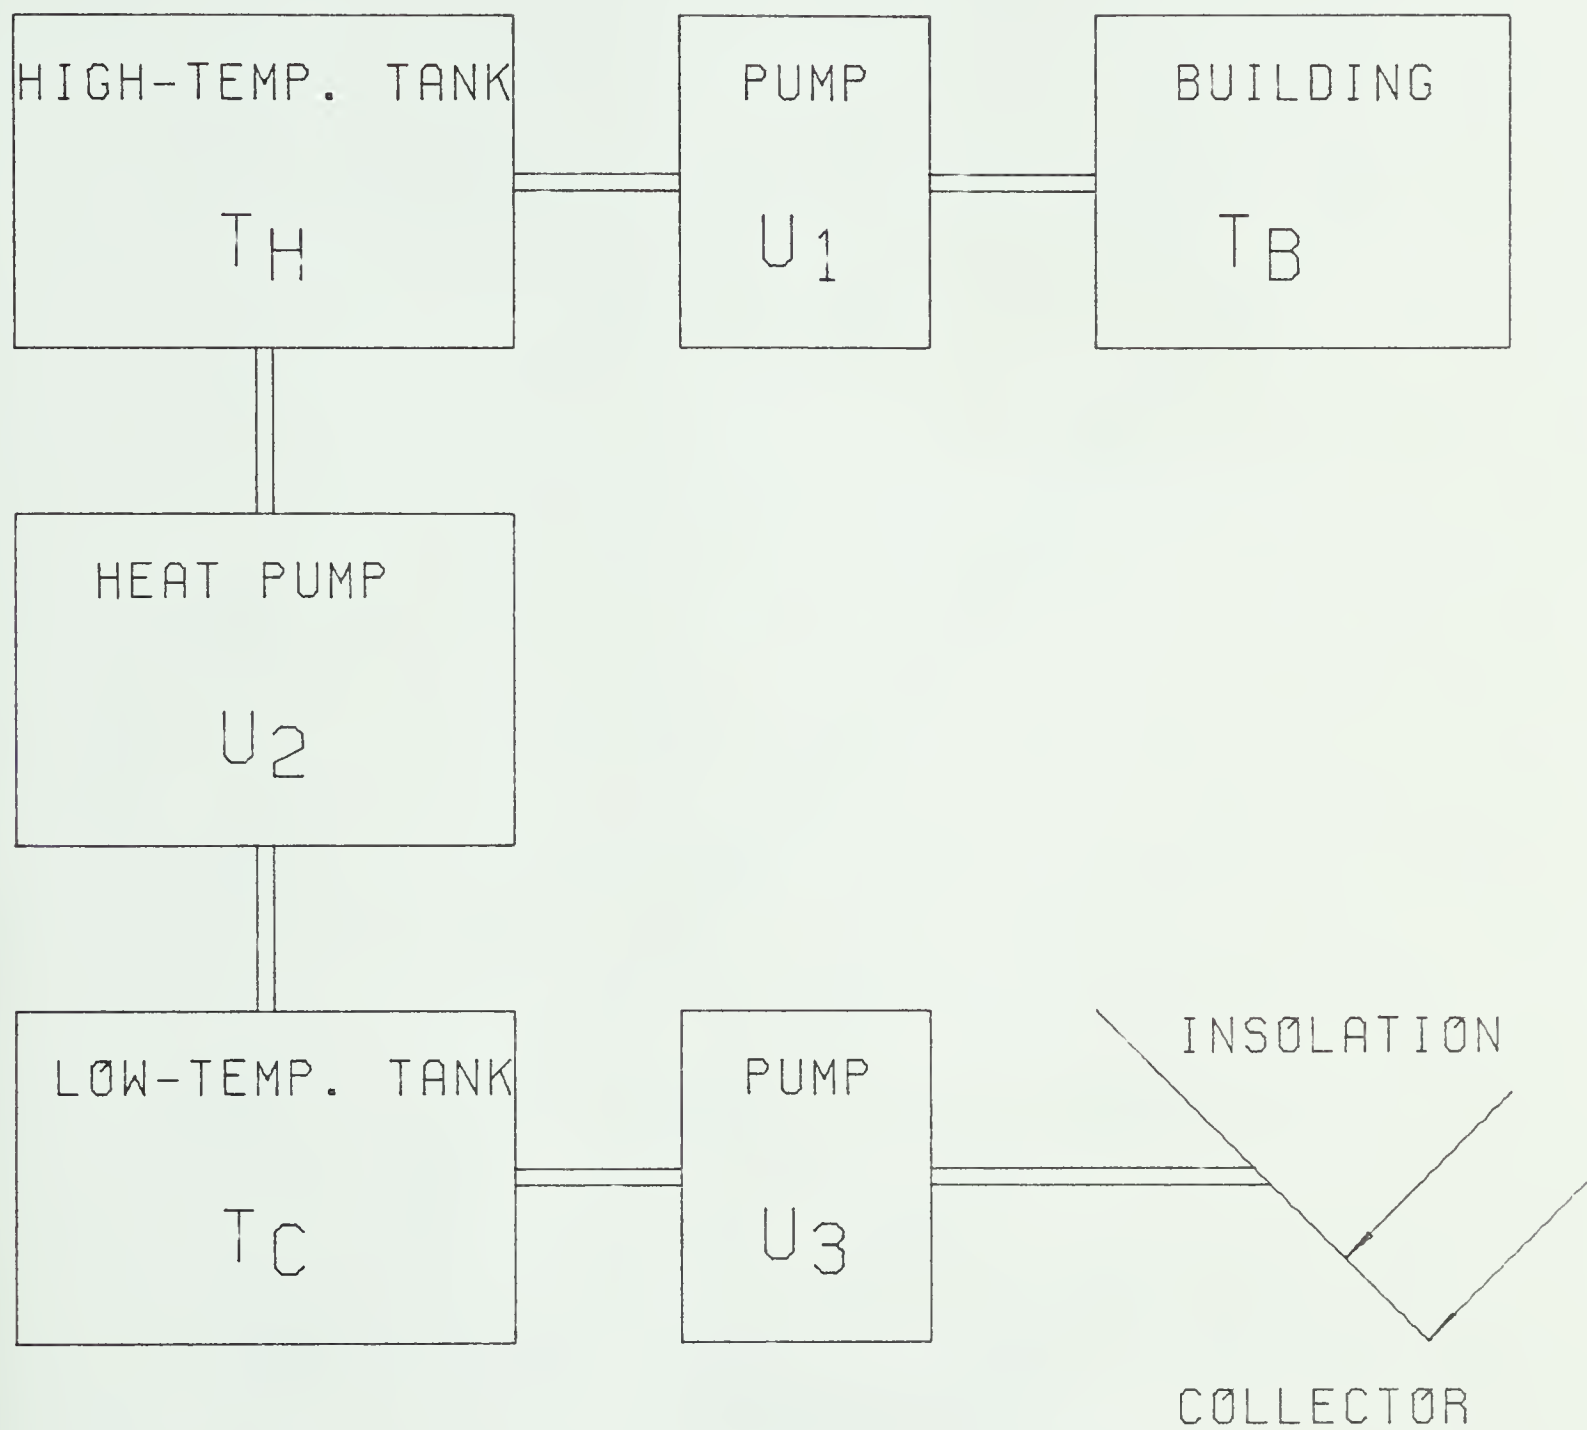 HIGH-TEMP. TANK
TH
PUMP
U1
BUILDING
TB
HEAT PUMP
U2
LOW-TEMP. TANK
TC
PUMP
U3
INSOLATION
COLLECTOR